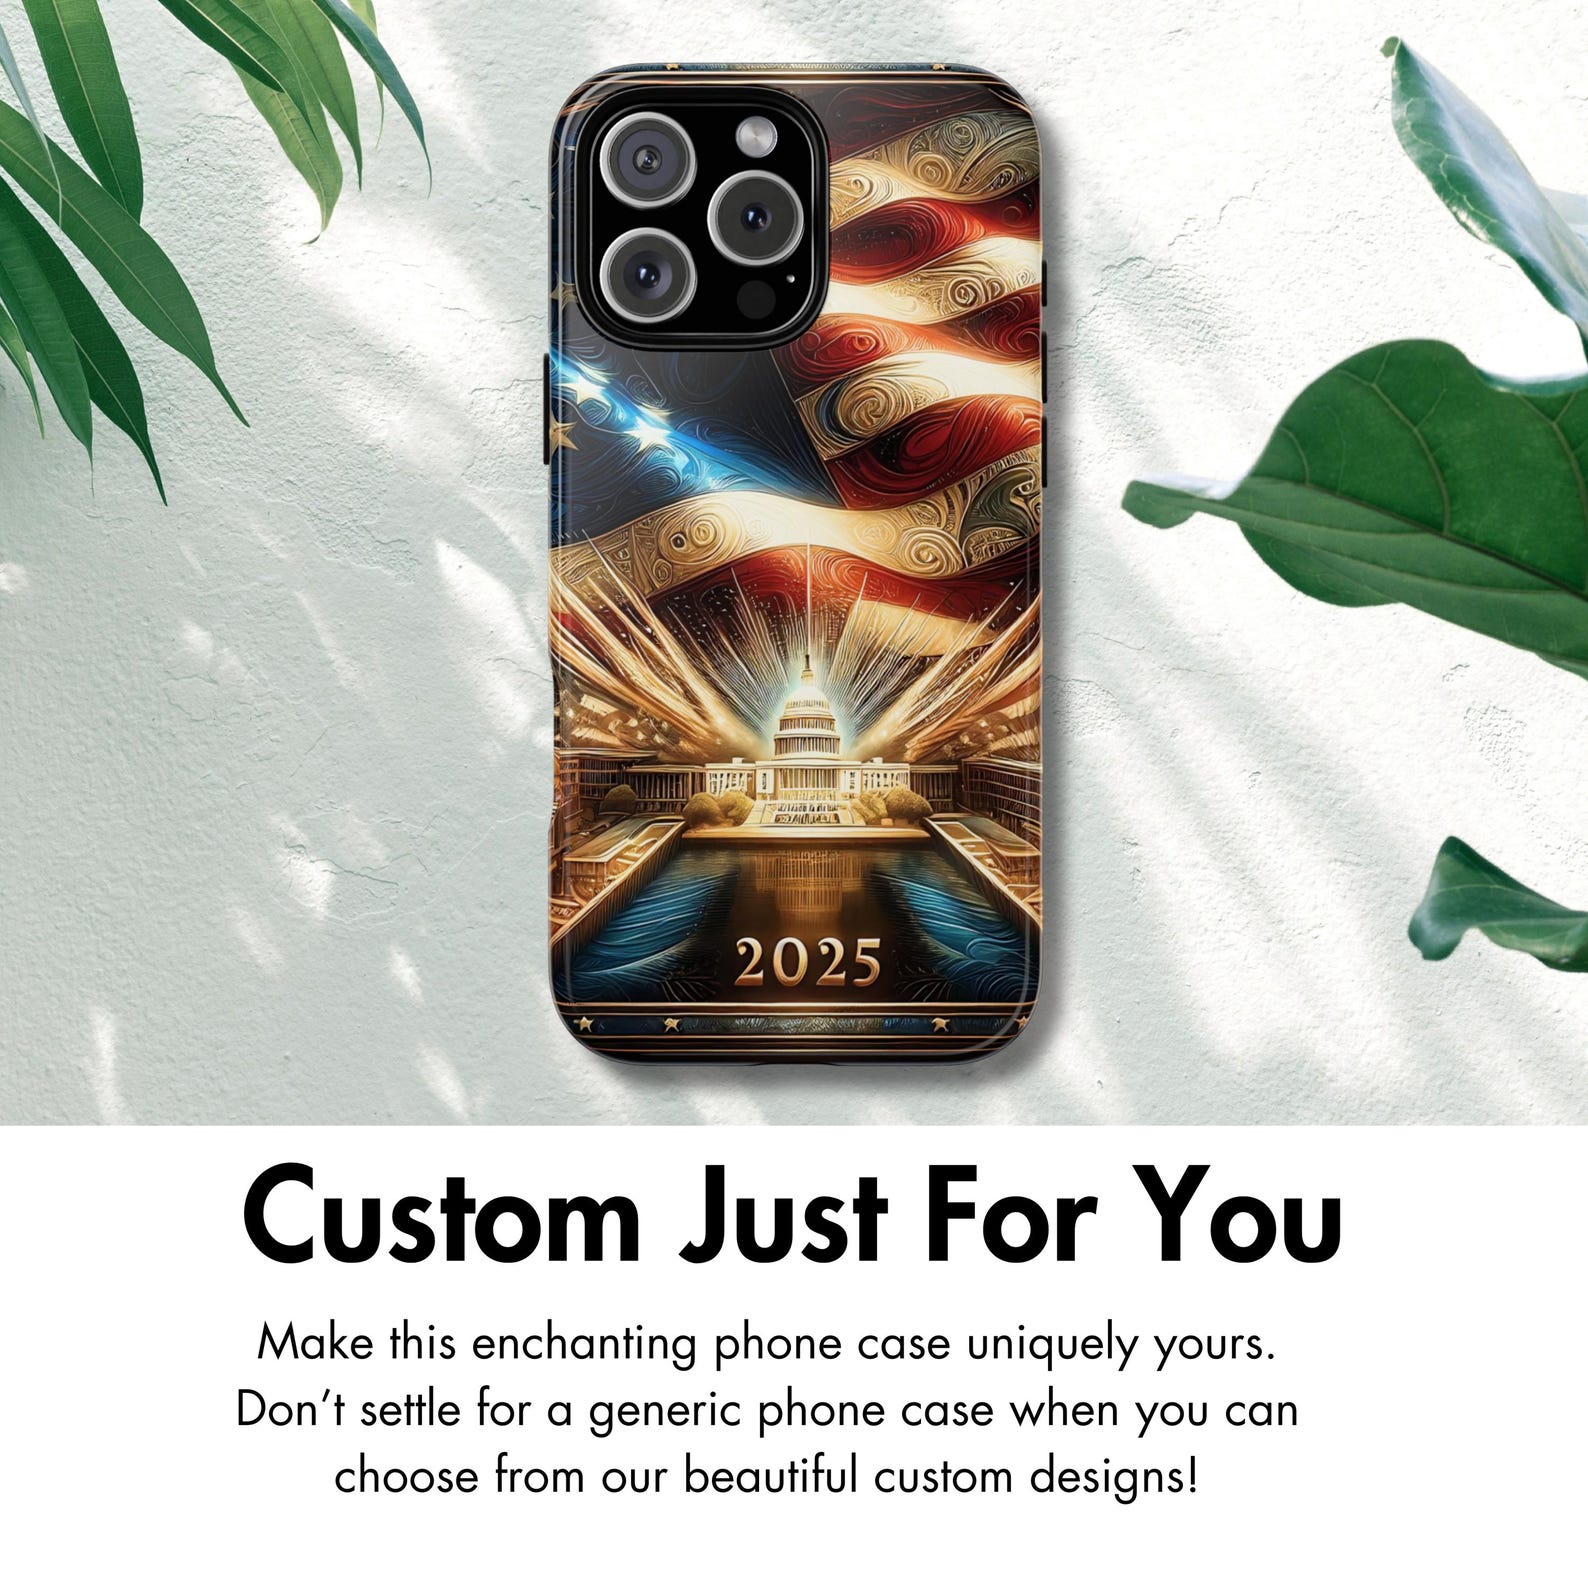 2025
Custom Just For You
Make this enchanting phone case uniquely yours.
Don’t settle for a generic phone case when you can
choose from our beautiful custom designs!